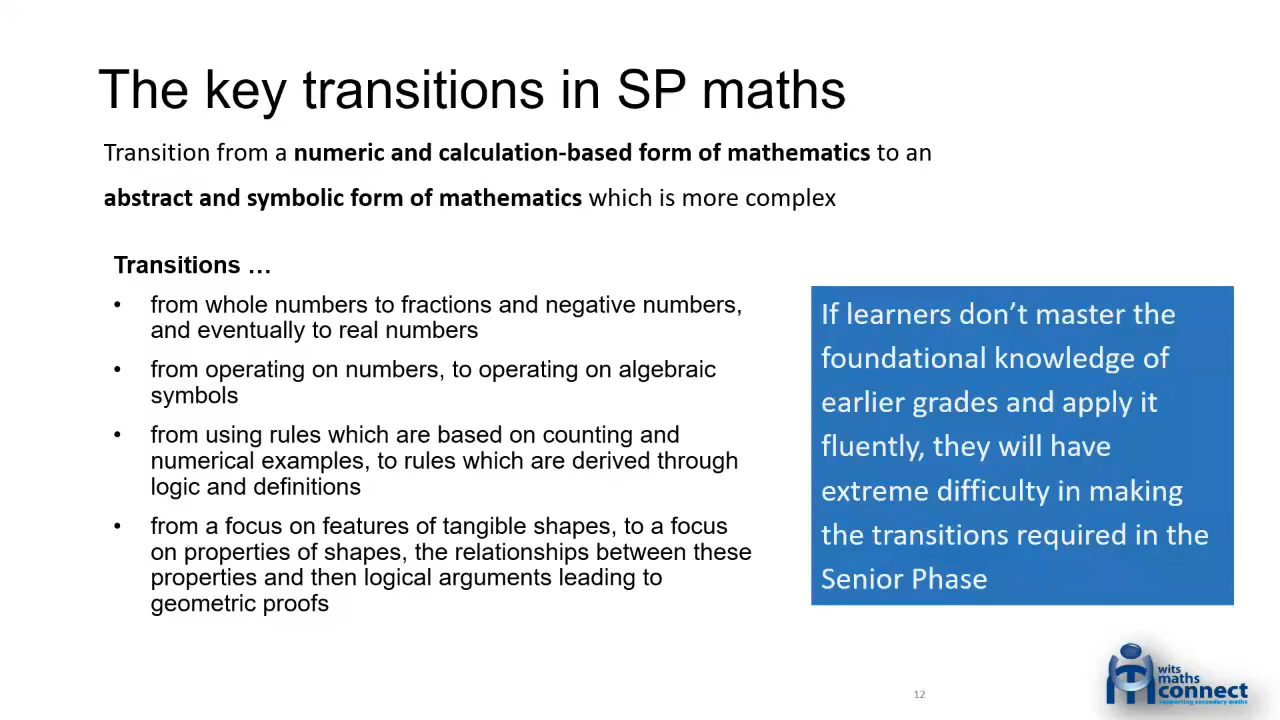 The key transitions in SP maths
Transition from a numeric and calculation-based form of mathematics to an
abstract and symbolic form of mathematics which is more complex
Transitions …
• from whole numbers to fractions and negative numbers,
and eventually to real numbers
• from operating on numbers, to operating on algebraic
symbols
• from using rules which are based on counting and
numerical examples, to rules which are derived through
logic and definitions
• from a focus on features of tangible shapes, to a focus
on properties of shapes, the relationships between these
properties and then logical arguments leading to
geometric proofs
If learners don’t master the
foundational knowledge of
earlier grades and apply it
fluently, they will have
extreme difficulty in making
the transitions required in the
Senior Phase
12
wits
maths
connect
supporting secondary maths